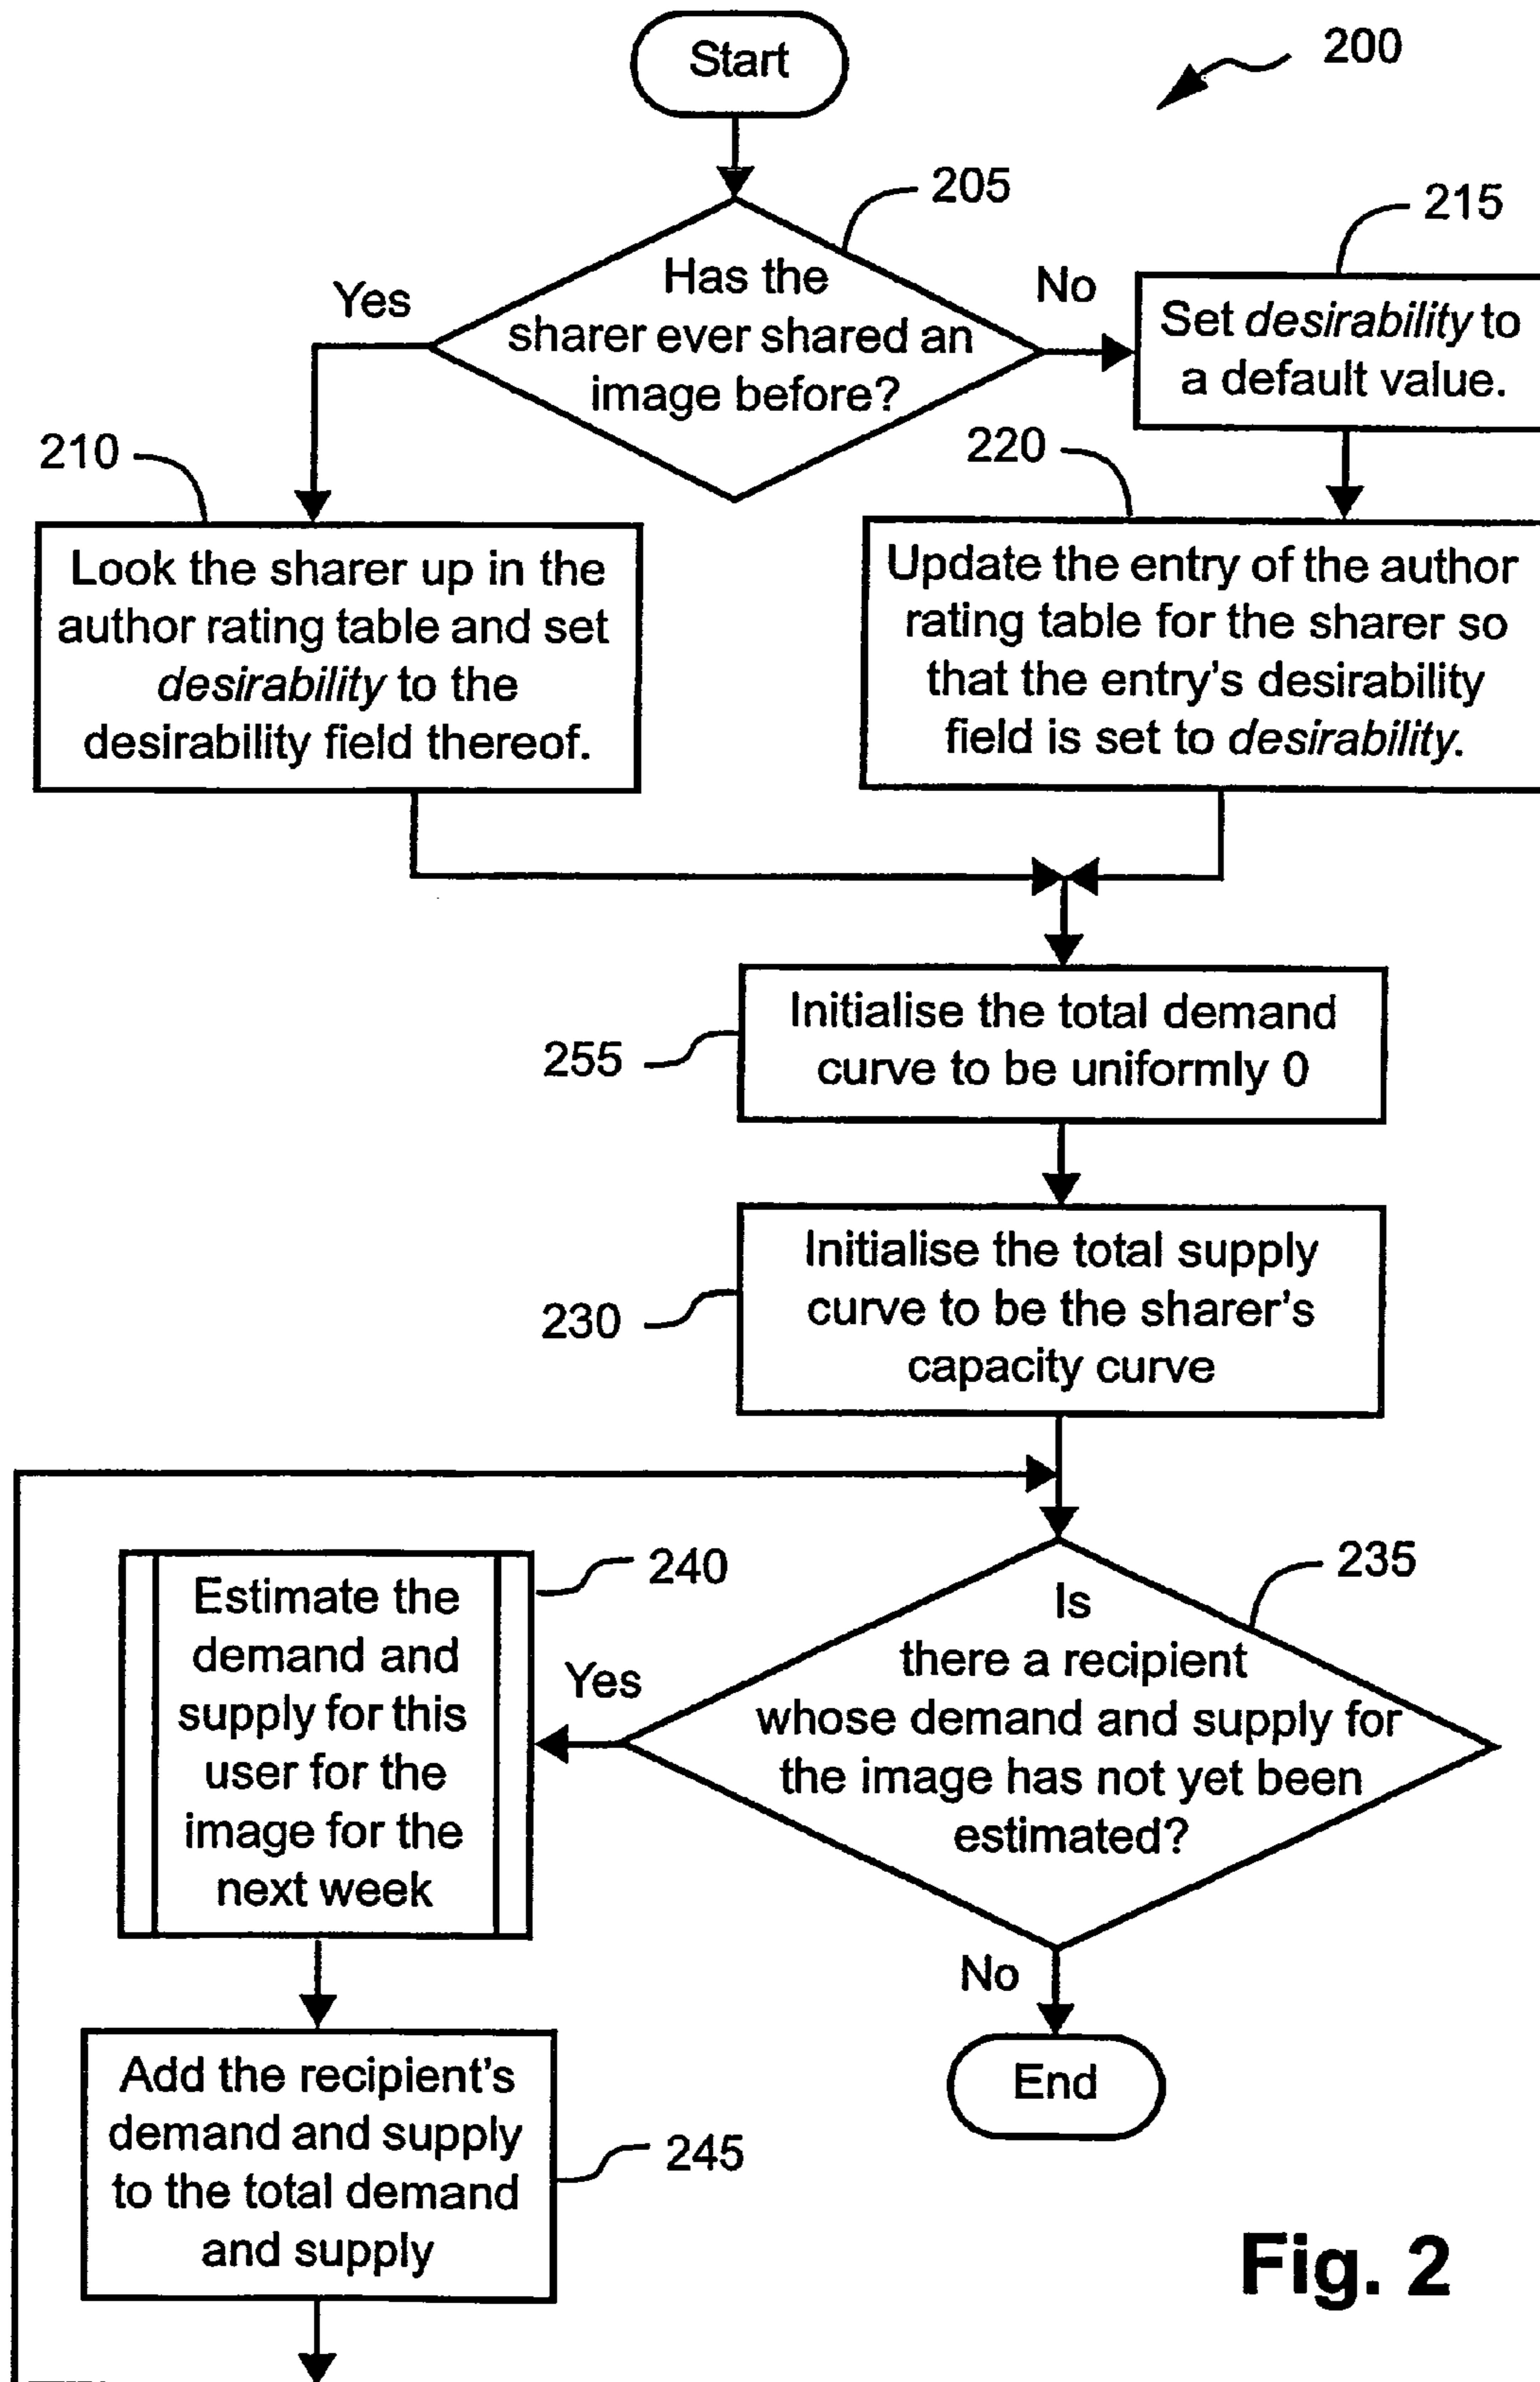 Start
200
205
215
Has the
sharer ever shared an
image before?
Yes
No
Set desirability to
a default value.
210
220
Look the sharer up in the
author rating table and set
desirability to the
desirability field thereof.
Update the entry of the author
rating table for the sharer so
that the entry's desirability
field is set to desirability.
Initialise the total demand
curve to be uniformly 0
255
Initialise the total supply
curve to be the sharer's
capacity curve
230
235
Is
there a recipient
whose demand and supply for
the image has not yet been
estimated?
Yes
240
Estimate the
demand and
supply for this
user for the
image for the
next week
No
End
Add the recipient's
demand and supply
to the total demand
and supply
245
Fig. 2